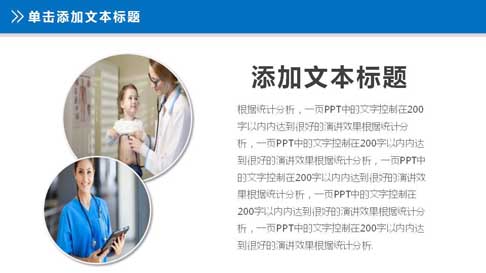 单击添加文本标题
添加文本标题
根据统计分析，一页PPT中的文字控制在200
字以内内达到很好的演讲效果根据统计分
析，一页PPT中的文字控制在200字以内内达
到很好的演讲效果根据统计分析，一页PPT中
的文字控制在200字以内内达到很好的演讲效
果根据统计分析，一页PPT中的文字控制在
200字以内内达到很好的演讲效果根据统计分
析，一页PPT中的文字控制在200字以内内达
到很好的演讲效果根据统计分析.